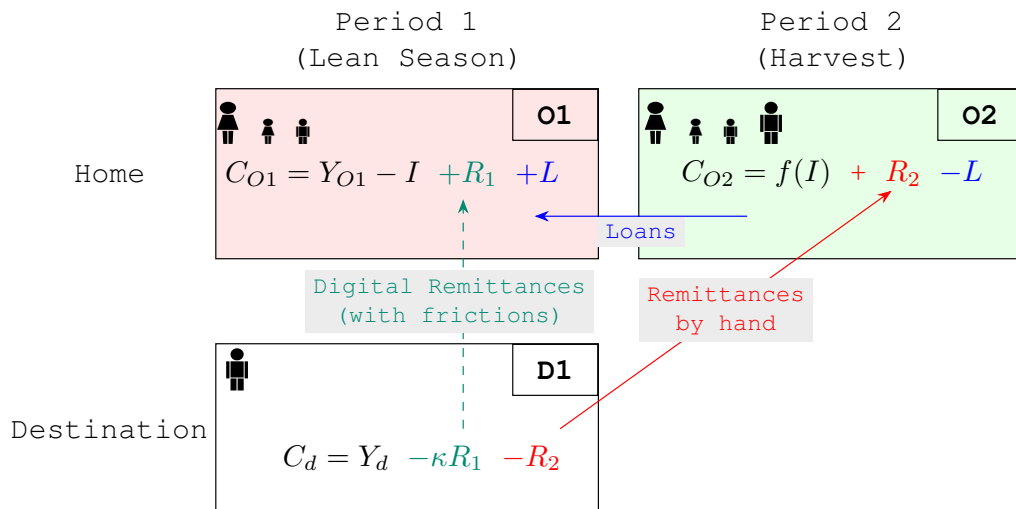 Period 1
(Lean Season)
Period 2
(Harvest)
Home
O1
C_{O1} = Y_{O1} − I +R_1 +L
O2
C_{O2} = f(I) + R_2 −L
Loans
Digital Remittances
(with frictions)
Remittances
by hand
Destination
D1
C_d = Y_d −κR_1 −R_2